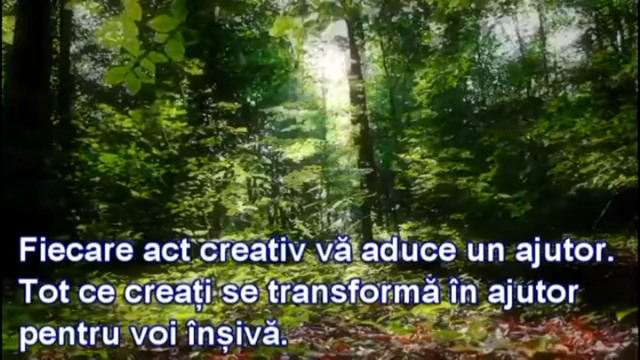 Fiecare act creativ vă aduce un ajutor.
Tot ce creați se transformă în ajutor
pentru voi înșivă.